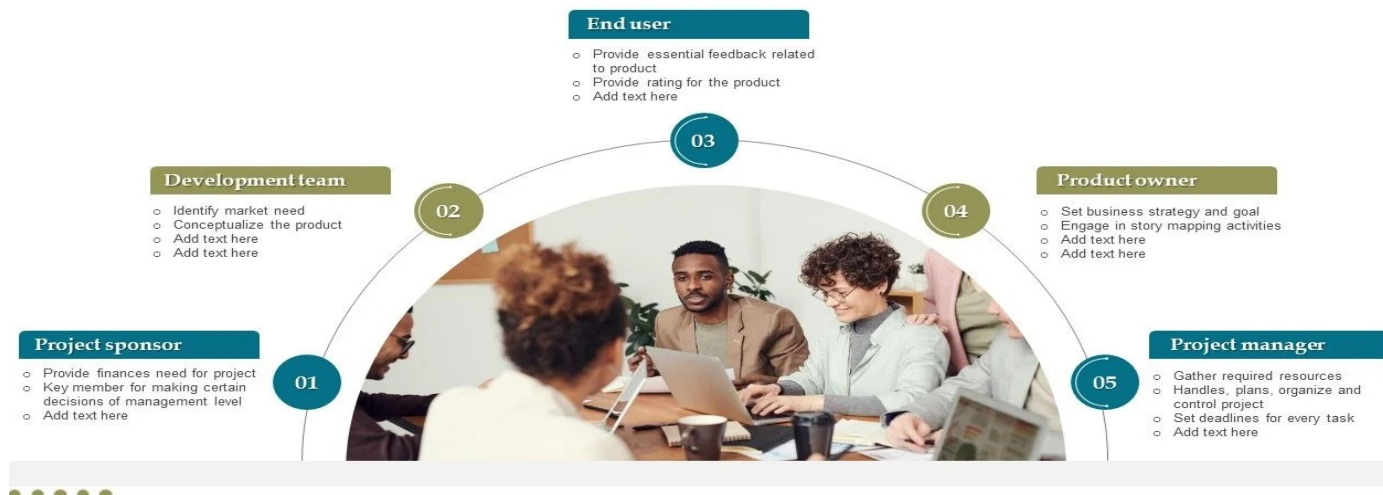 Project sponsor
o Provide finances need for project
o Key member for making certain
decisions of management level
o Add text here
01
Development team
o Identify market need
o Conceptualize the product
o Add text here
o Add text here
02
End user
o Provide essential feedback related
to product
o Provide rating for the product
o Add text here
03
Product owner
o Set business strategy and goal
o Engage in story mapping activities
o Add text here
o Add text here
04
Project manager
o Gather required resources
o Handles, plans, organize and
control project
o Set deadlines for every task
o Add text here
05